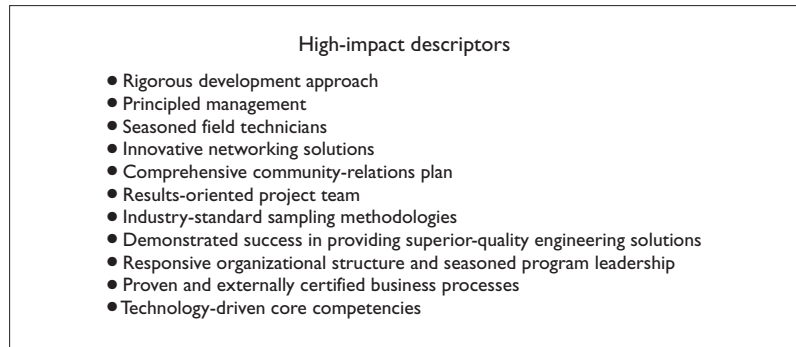 High-impact descriptors
● Rigorous development approach
● Principled management
● Seasoned field technicians
● Innovative networking solutions
● Comprehensive community-relations plan
● Results-oriented project team
● Industry-standard sampling methodologies
● Demonstrated success in providing superior-quality engineering solutions
● Responsive organizational structure and seasoned program leadership
● Proven and externally certified business processes
● Technology-driven core competencies